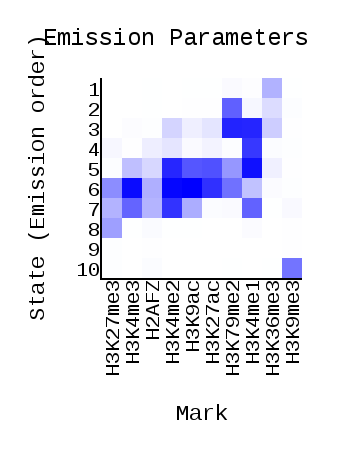 Emission Parameters
State (Emission order)
1
2
3
4
5
6
7
8
9
10
H3K27me3
H3K4me3
H2AFZ
H3K4me2
H3K9ac
H3K27ac
H3K79me2
H3K4me1
H3K36me3
H3K9me3
Mark